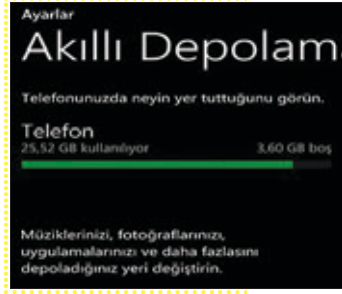 Ayarlar
Akıllı Depolama
Telefonunuzda neyin yer tuttuğunu görün.
Telefon
25,52 GB kullanılıyor 3,60 GB boş
Müziklerinizi, fotoğraflarınızı,
uygulamalarınızı ve daha fazlasını
depoladığınız yeri değiştirin.